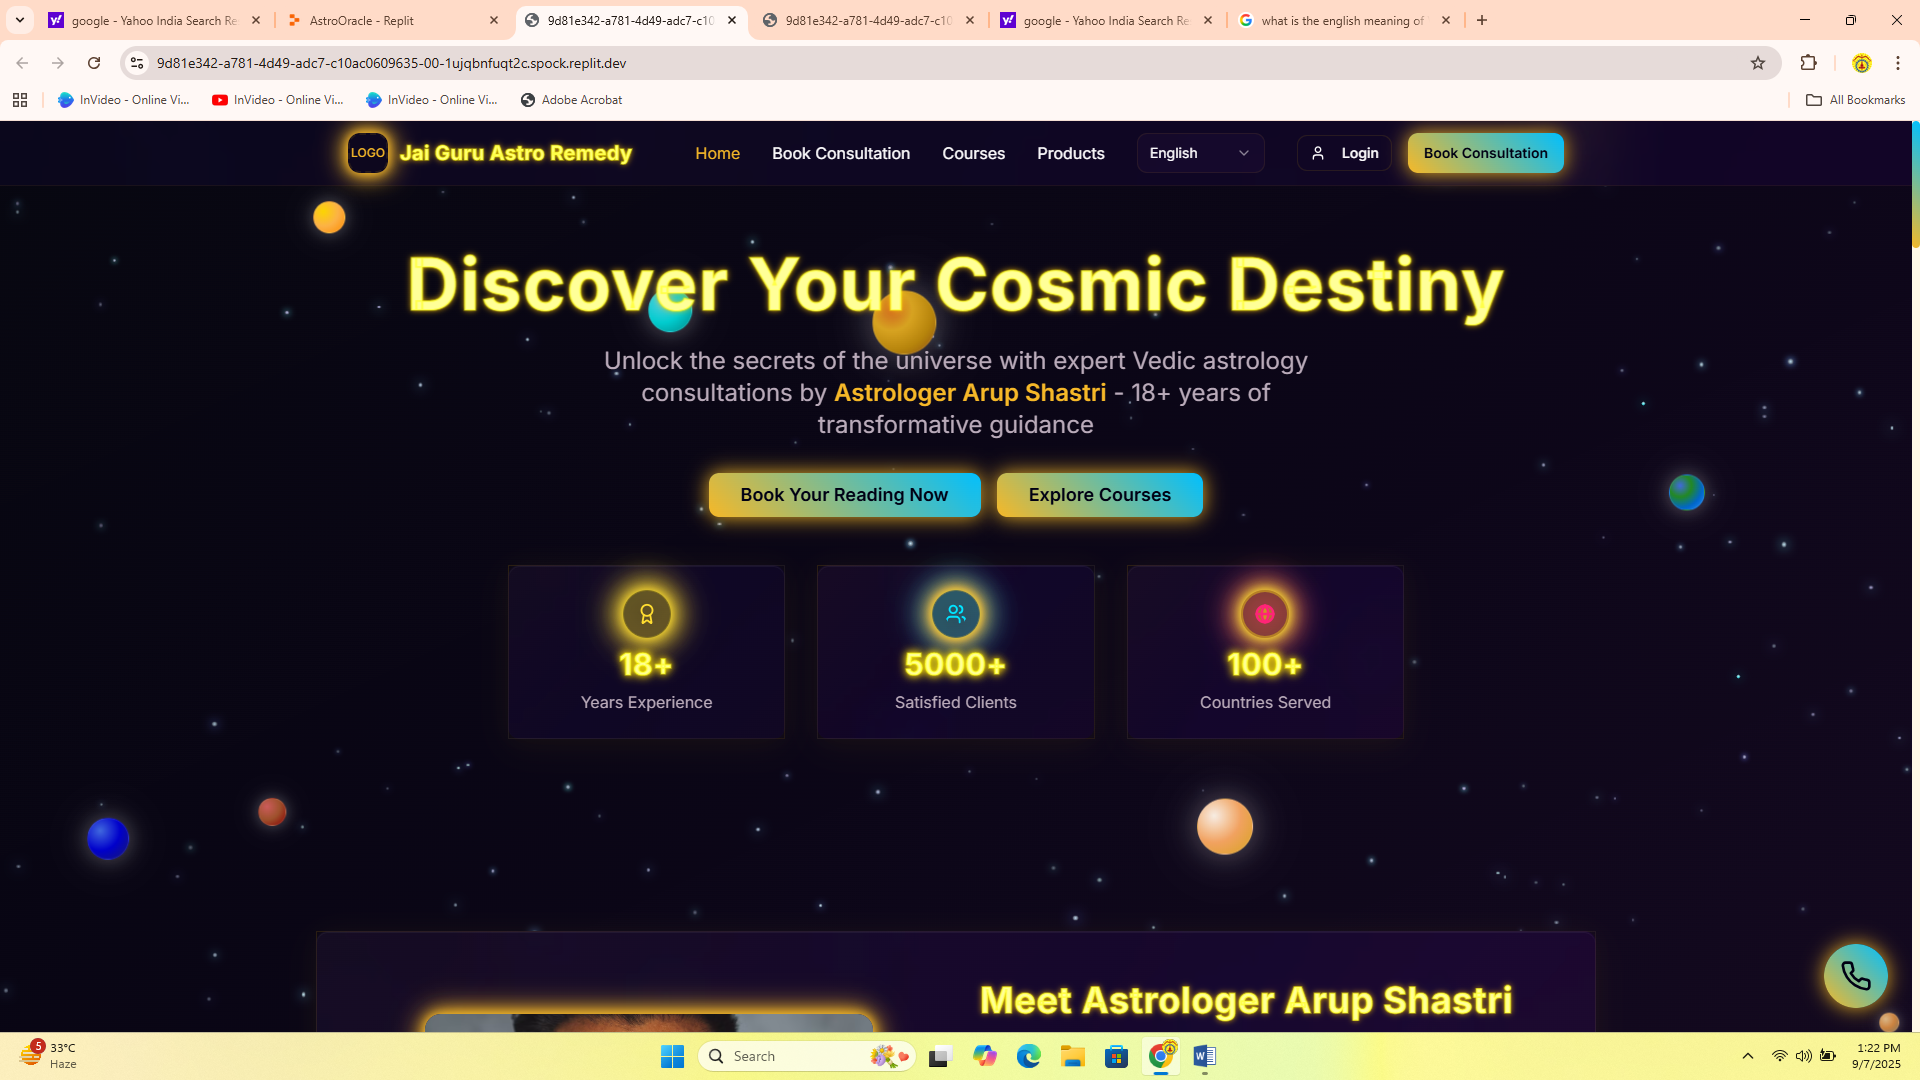 google - Yahoo India Search Re
AstroOracle - Replit
9d81e342-a781-4d49-adc7-c10
9d81e342-a781-4d49-adc7-c10
google - Yahoo India Search Re
what is the english meaning of
9d81e342-a781-4d49-adc7-c10ac0609635-00-1ujqbnfuqt2c.spock.replit.dev
InVideo - Online Vi...
InVideo - Online Vi...
InVideo - Online Vi...
Adobe Acrobat
All Bookmarks
LOGO
Jai Guru Astro Remedy
Home
Book Consultation
Courses
Products
English
Login
Book Consultation
Discover Your Cosmic Destiny
Unlock the secrets of the universe with expert Vedic astrology
consultations by Astrologer Arup Shastri - 18+ years of
transformative guidance
Book Your Reading Now
Explore Courses
18+
Years Experience
5000+
Satisfied Clients
100+
Countries Served
Meet Astrologer Arup Shastri
5
33°C
Haze
Search
1:22 PM
9/7/2025